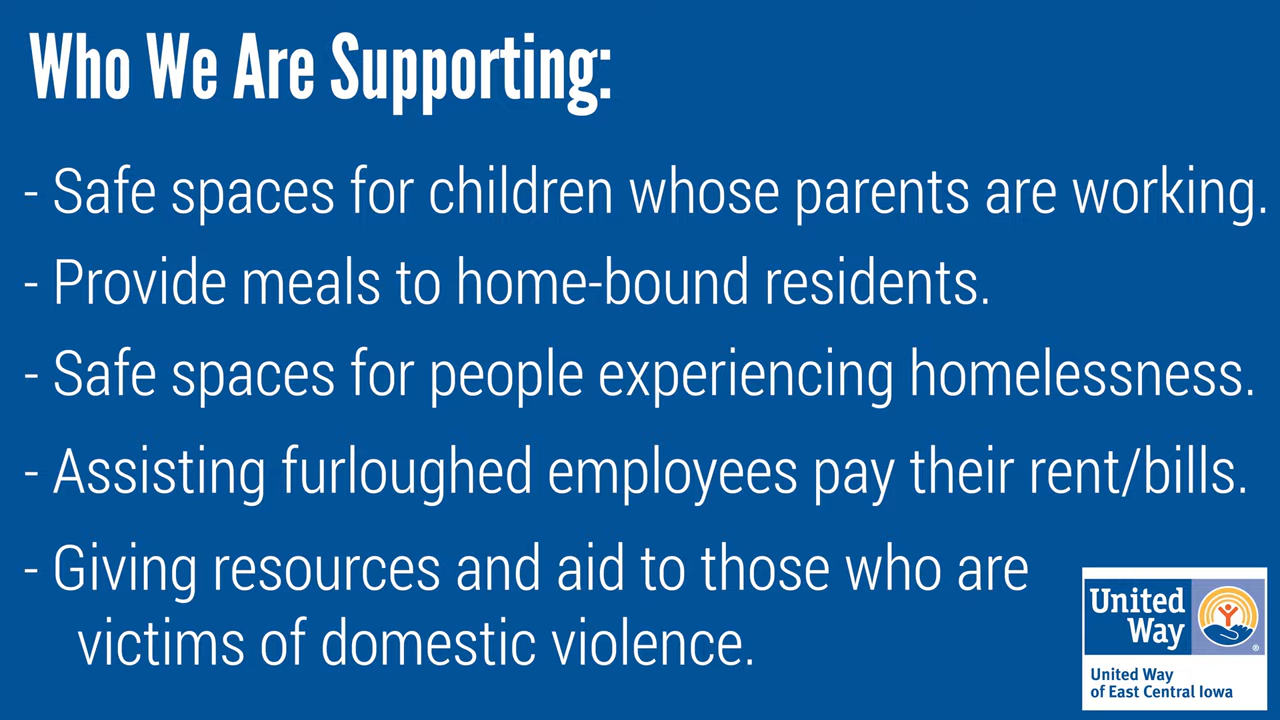 Who We Are Supporting:
- Safe spaces for children whose parents are working.
- Provide meals to home-bound residents.
- Safe spaces for people experiencing homelessness.
- Assisting furloughed employees pay their rent/bills.
- Giving resources and aid to those who are
victims of domestic violence.
United
Way
®
United Way
of East Central Iowa